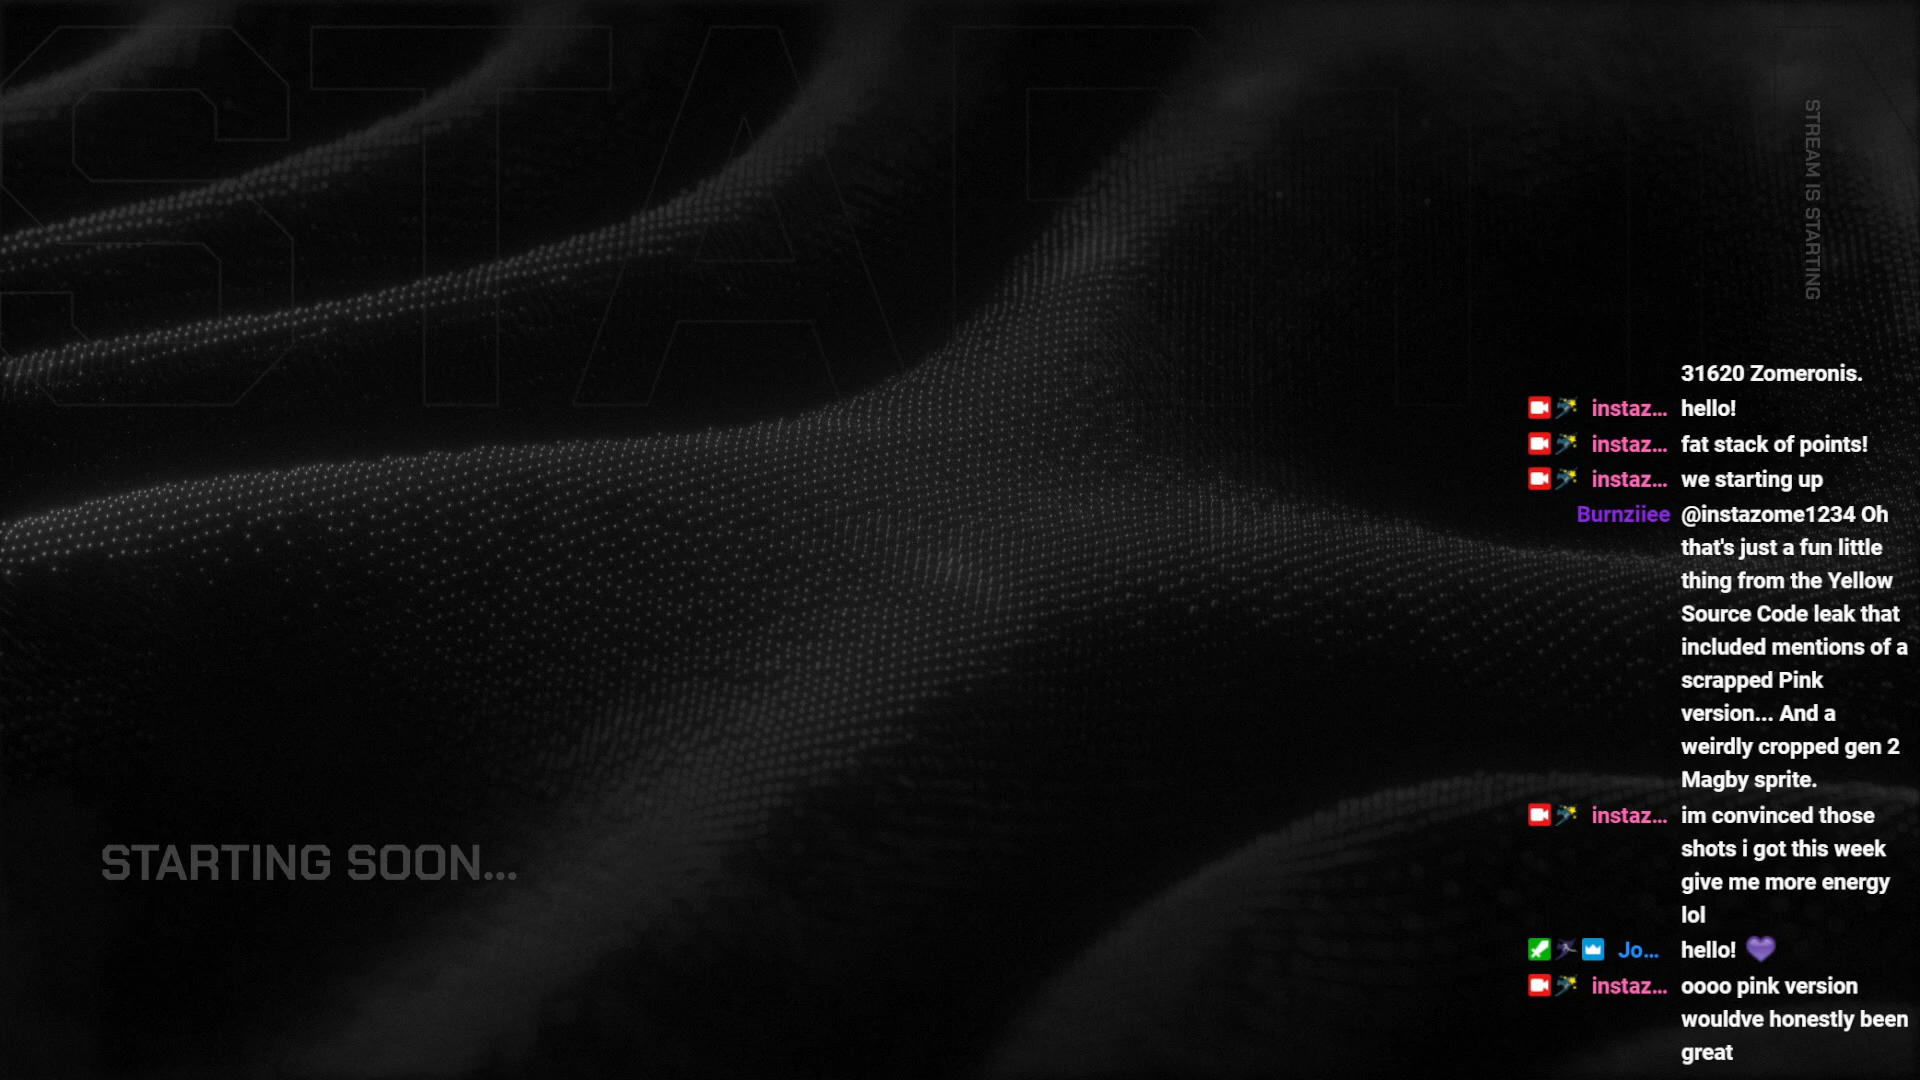 START
STREAM IS STARTING
31620 Zomeronis.
instaz... hello!
instaz... fat stack of points!
instaz... we starting up
Burnziiee @instazome1234 Oh
that's just a fun little
thing from the Yellow
Source Code leak that
included mentions of a
scrapped Pink
version... And a
weirdly cropped gen 2
Magby sprite.
instaz... im convinced those
shots i got this week
give me more energy
lol
Jo... hello! 💜
instaz... oooo pink version
wouldve honestly been
great
STARTING SOON...